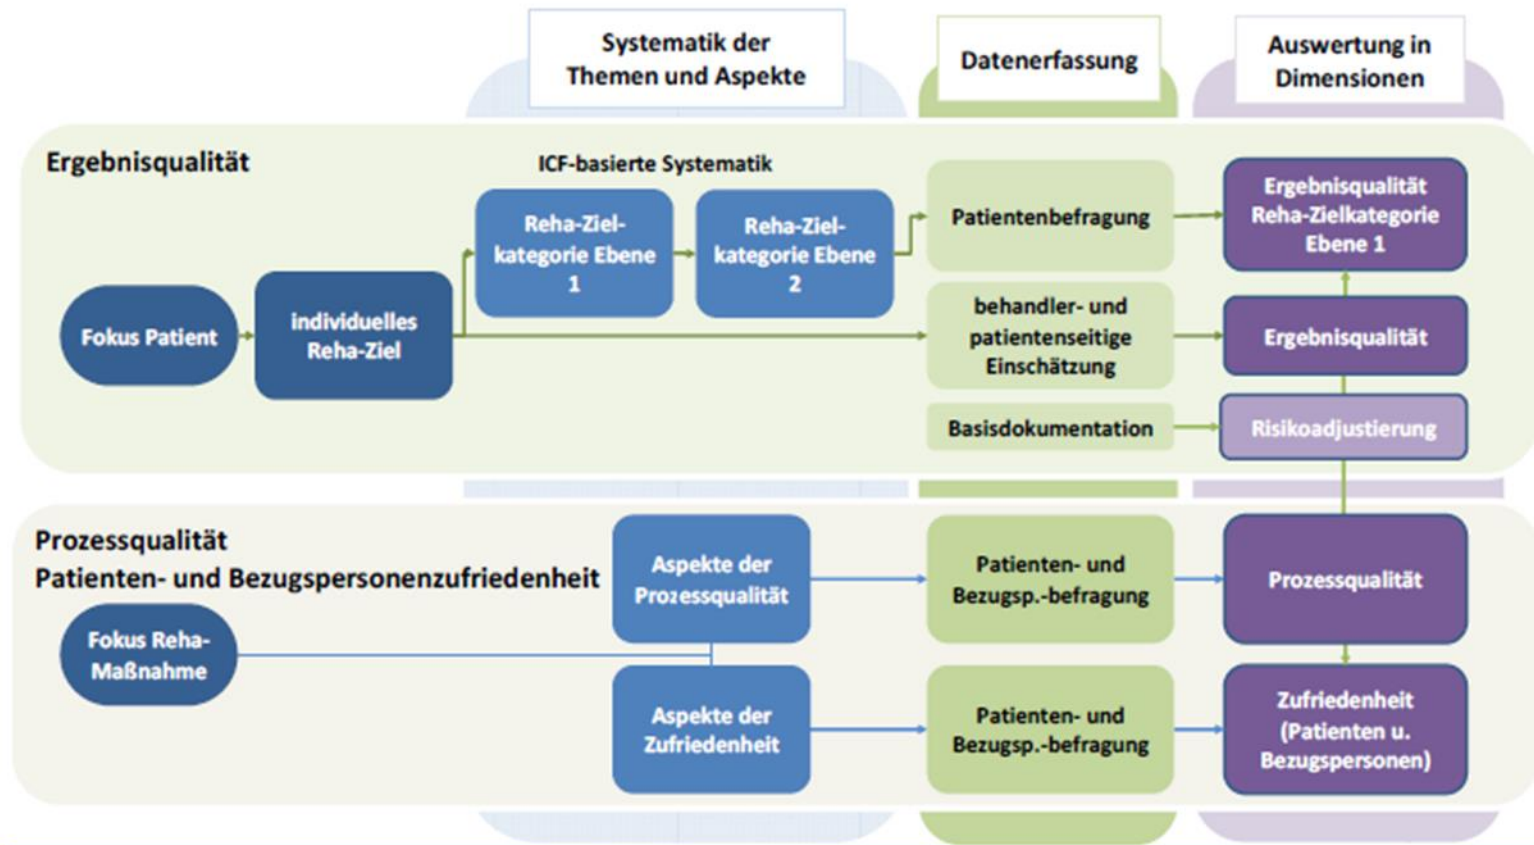 Systematik der
Themen und Aspekte
Datenerfassung
Auswertung in
Dimensionen
Ergebnisqualität
ICF-basierte Systematik
Fokus Patient
individuelles
Reha-Ziel
Reha-Ziel-
kategorie Ebene
1
Reha-Ziel-
kategorie Ebene
2
Patientenbefragung
Ergebnisqualität
Reha-Zielkategorie
Ebene 1
behandler- und
patientenseitige
Einschätzung
Ergebnisqualität
Basisdokumentation
Risikoadjustierung
Prozessqualität
Patienten- und Bezugspersonenzufriedenheit
Fokus Reha-
Maßnahme
Aspekte der
Prozessqualität
Patienten- und
Bezugsp.-befragung
Prozessqualität
Aspekte der
Zufriedenheit
Patienten- und
Bezugsp.-befragung
Zufriedenheit
(Patienten u.
Bezugspersonen)